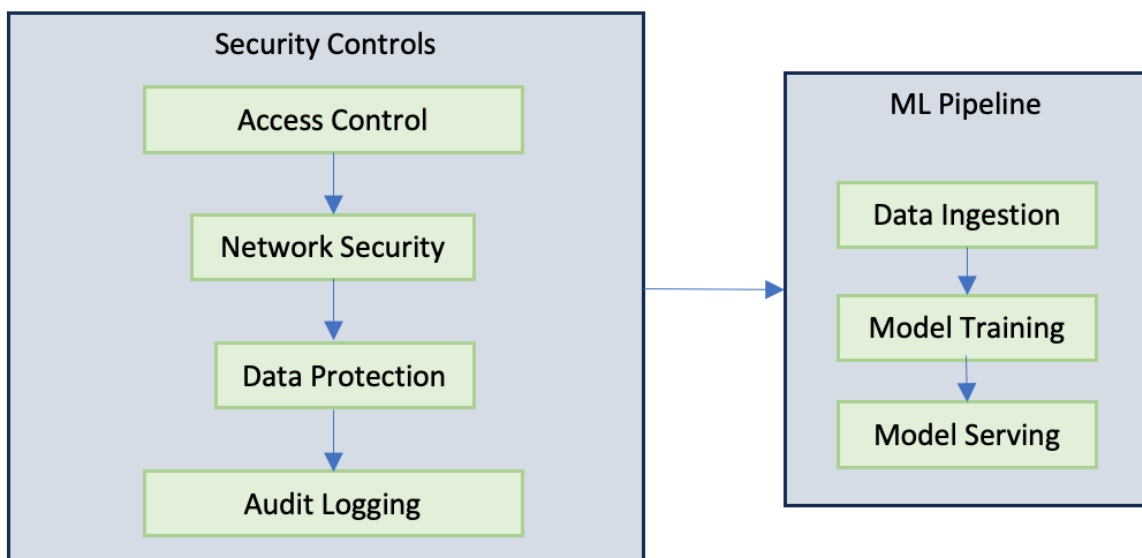 Security Controls
Access Control
Network Security
Data Protection
Audit Logging
ML Pipeline
Data Ingestion
Model Training
Model Serving